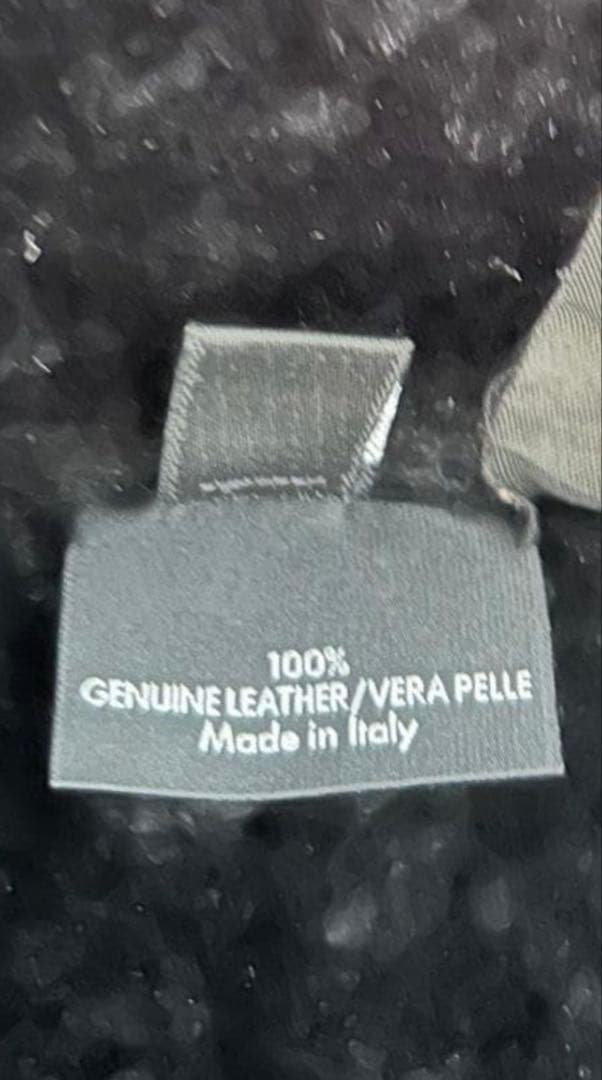 100%
GENUINE LEATHER/VERA PELLE
Made in Italy